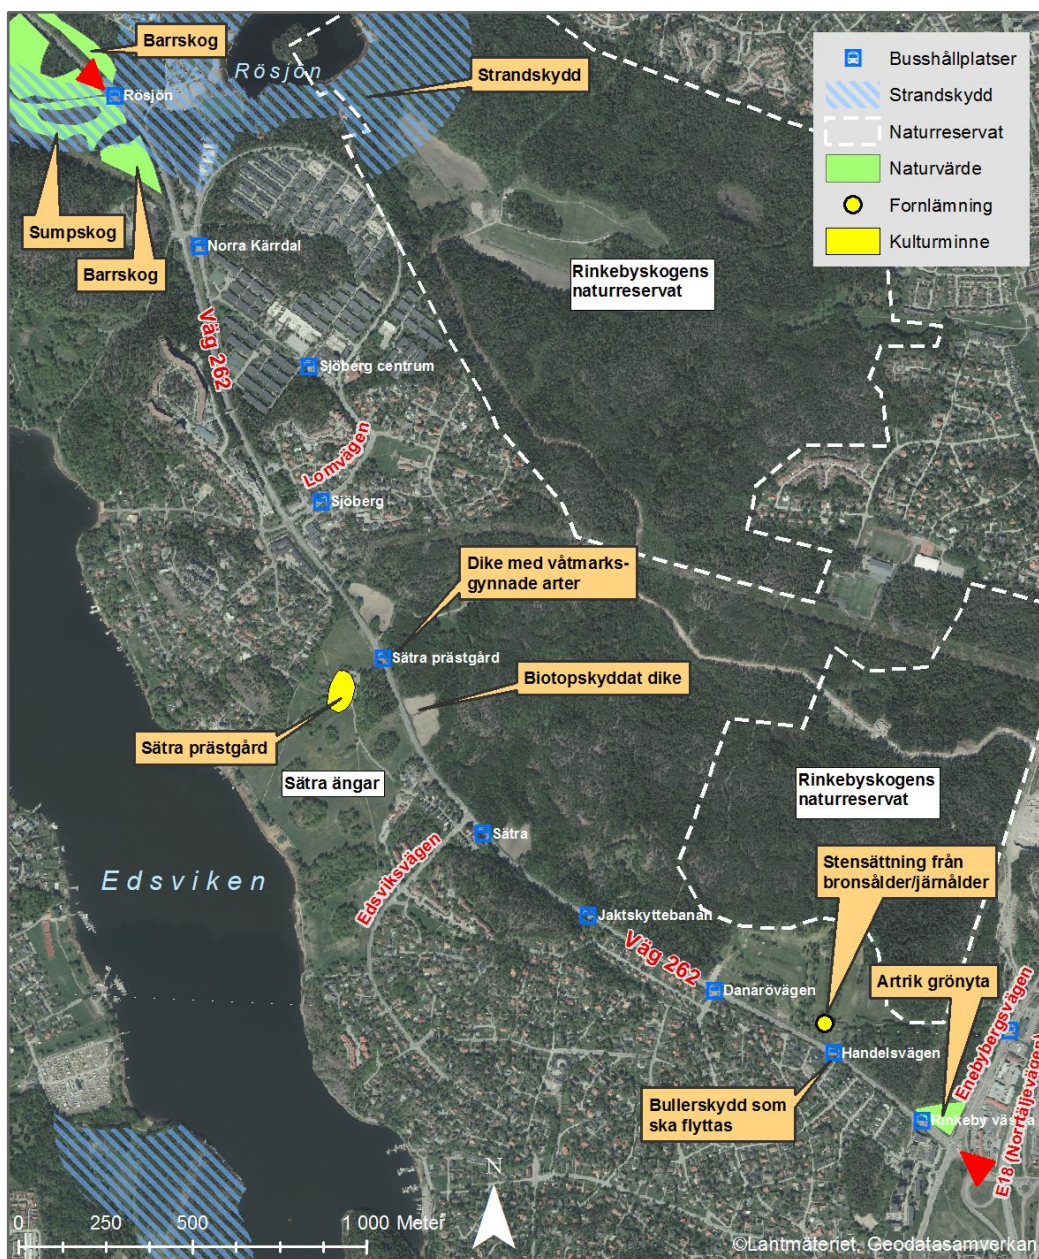 Barrskog
Rösjön
Strandskydd
Rösjön
Busshållplatser
Strandskydd
Naturreservat
Naturvärde
Fornlämning
Kulturminne
Sumpskog
Norra Kärrdal
Barrskog
Rinkebyskogens
naturreservat
Väg 262
Sjöberg centrum
Lomvägen
Sjöberg
Dike med våtmarks-
gynnade arter
Sätra prästgård
Biotopskyddat dike
Sätra prästgård
Sätra ängar
Rinkebyskogens
naturreservat
Sätra
Edsviksvägen
Edsviken
Stensättning från
bronsålder/järnålder
Jaktskyttebanan
Väg 262
Danarövägen
Artrik grönyta
Enebybergsvägen
Handelsvägen
E18 (Norrtäljevägen)
Bullerskydd som
ska flyttas
Rinkeby västra
N
0 250 500 1 000 Meter
©Lantmäteriet, Geodatasamverkan